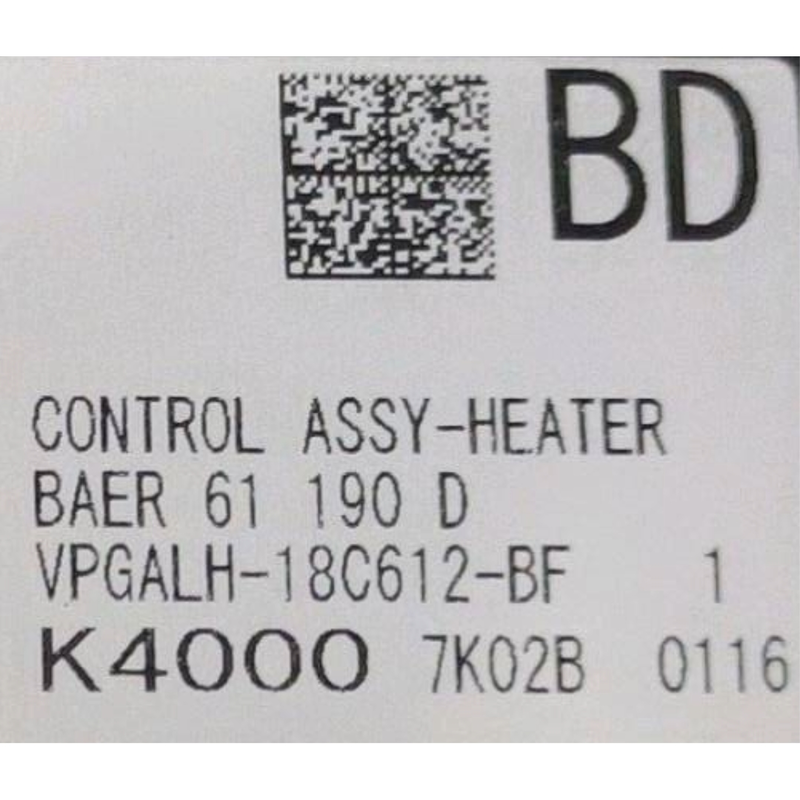 BD
CONTROL ASSY-HEATER
BAER 61 190 D
VPGALH-18C612-BF 1
K4000 7K02B 0116